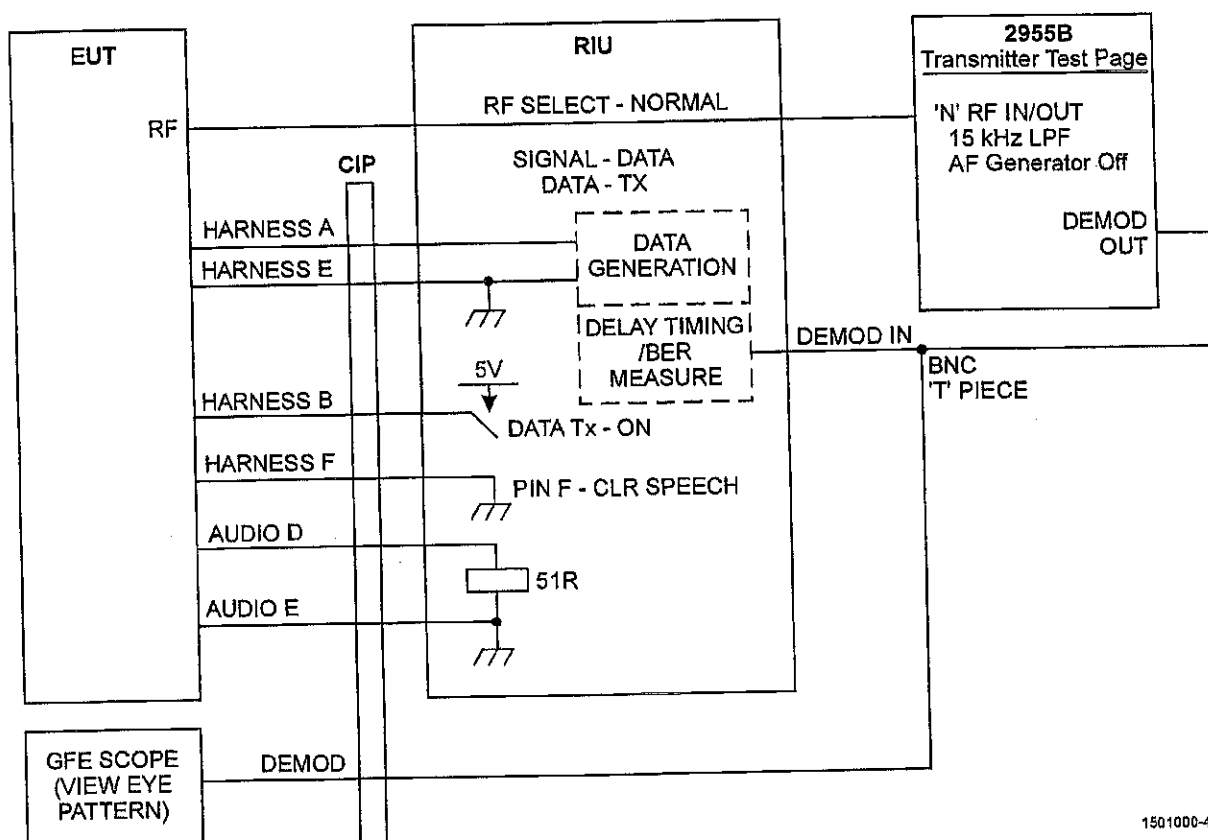 EUT
RF
RIU
RF SELECT - NORMAL
SIGNAL - DATA
DATA - TX
2955B
Transmitter Test Page
'N' RF IN/OUT
15 kHz LPF
AF Generator Off
DEMOD
OUT
CIP
HARNESS A
HARNESS E
DATA
GENERATION
DELAY TIMING
/BER
MEASURE
DEMOD IN
BNC
'T' PIECE
5V
HARNESS B
DATA Tx - ON
HARNESS F
PIN F - CLR SPEECH
AUDIO D
51R
AUDIO E
GFE SCOPE
(VIEW EYE
PATTERN)
DEMOD
1501000-4